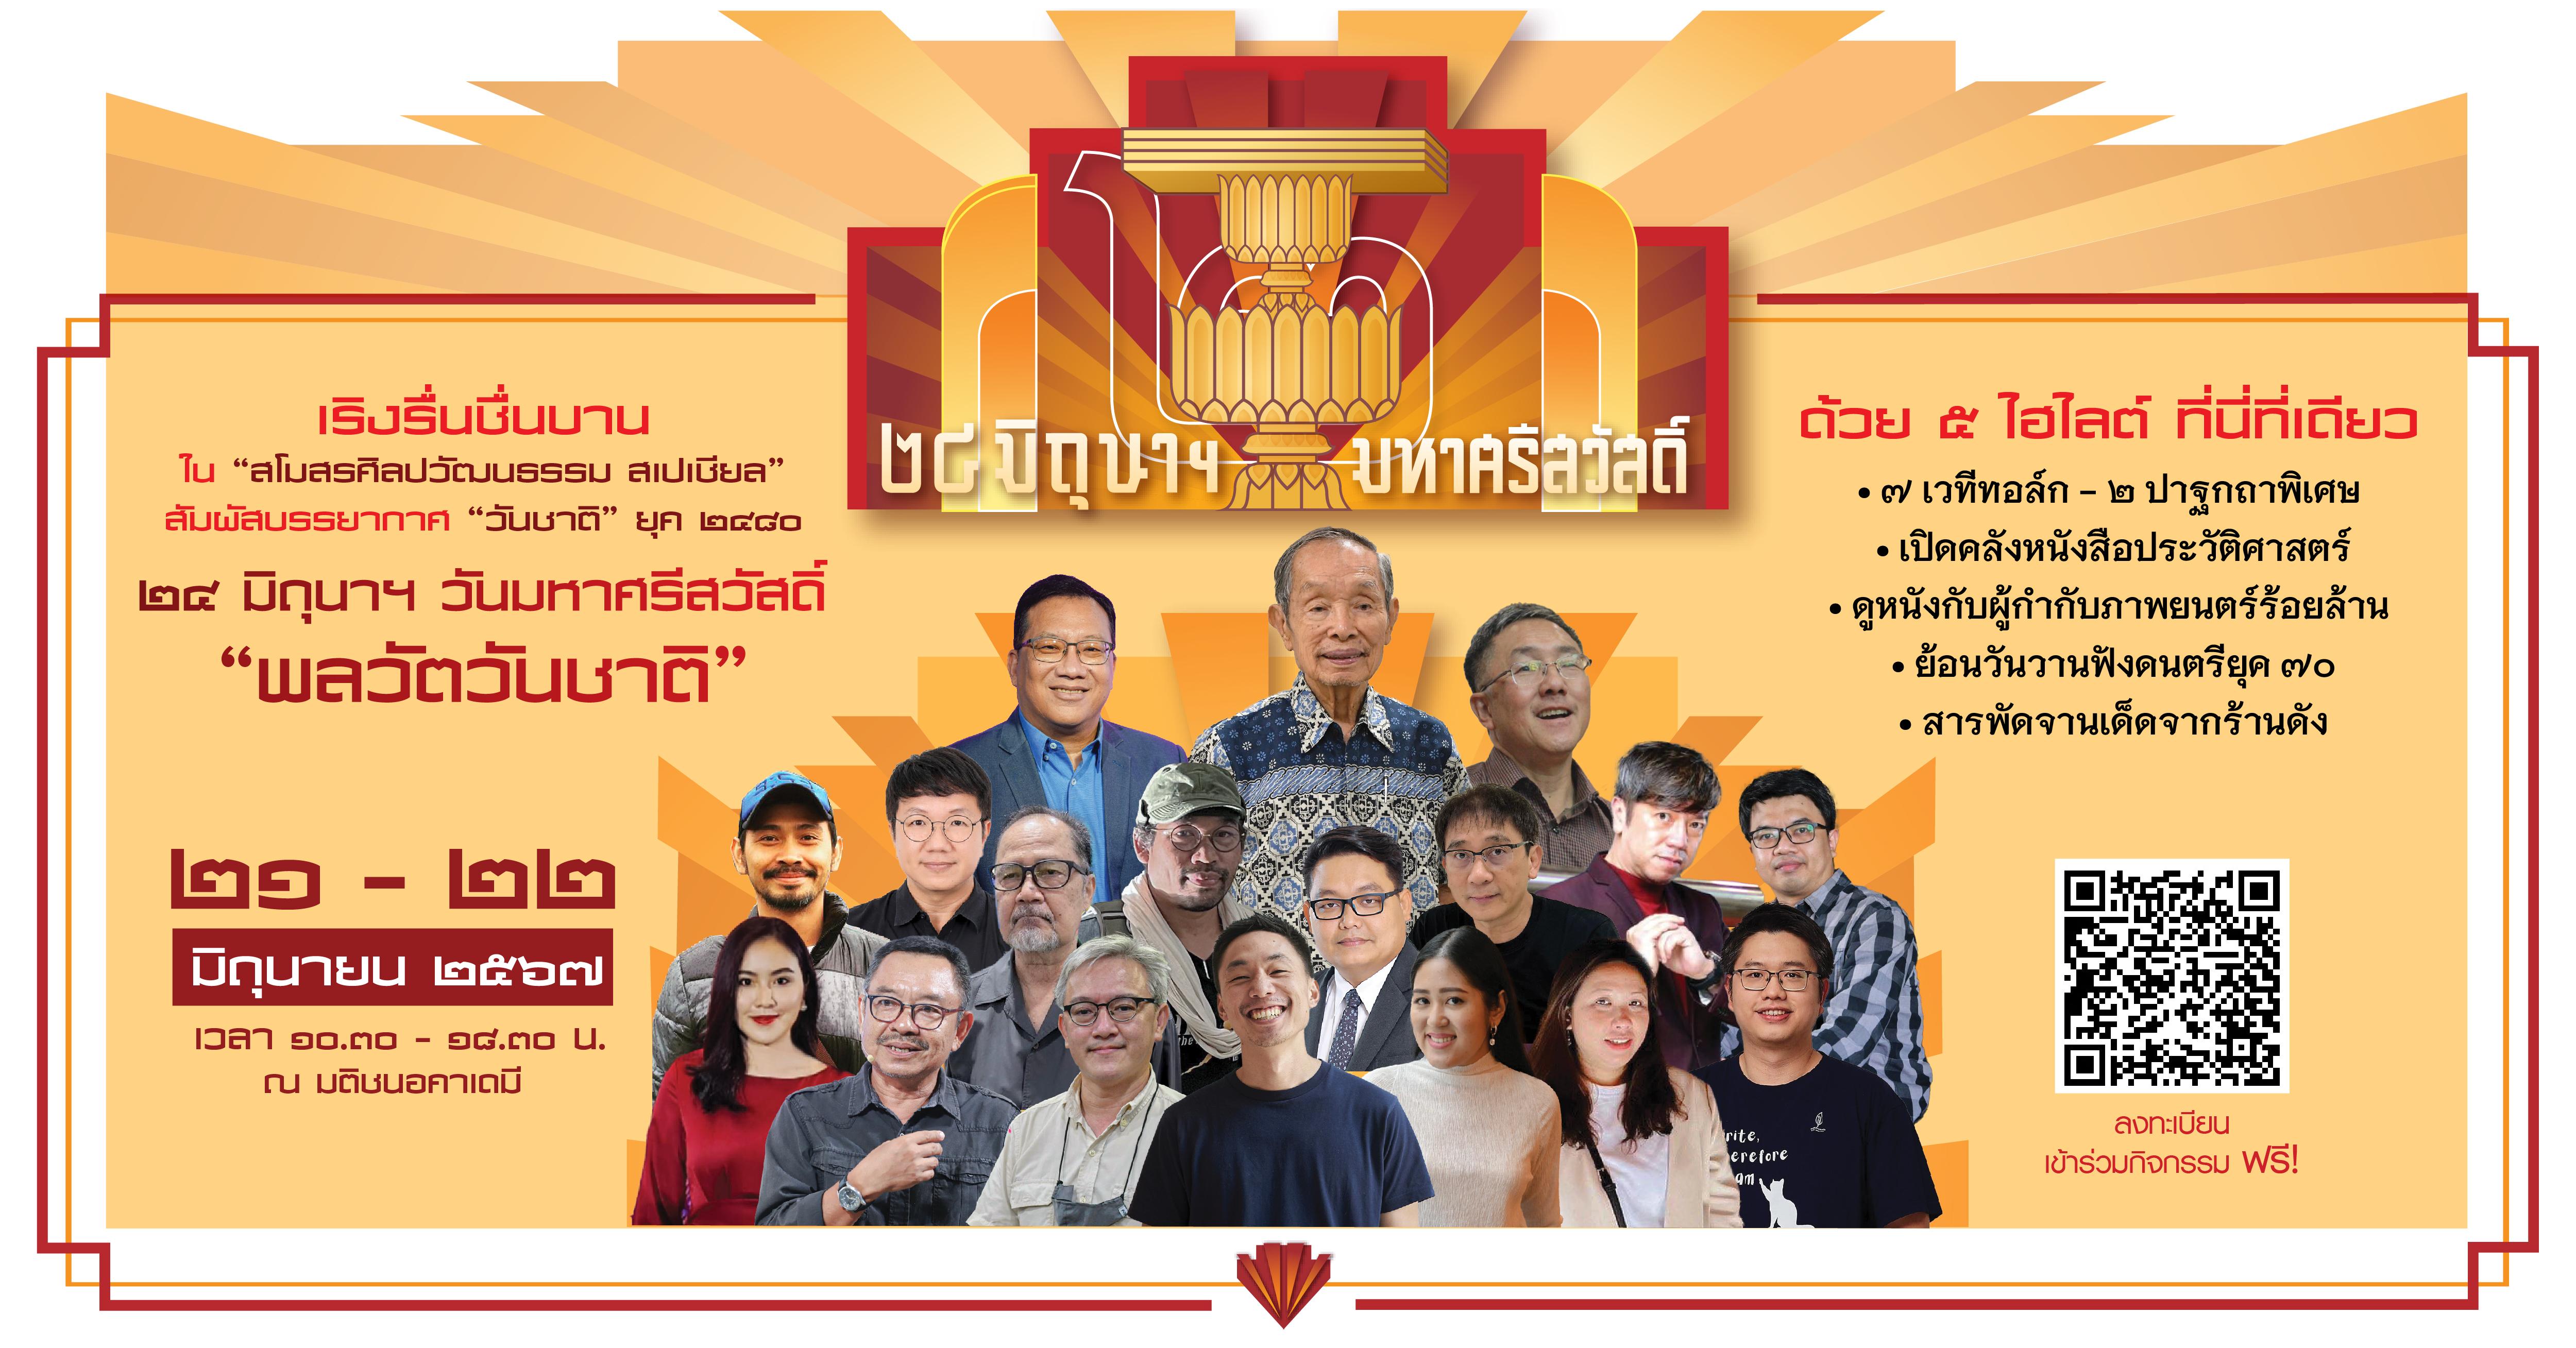 ๒๔ มิถุนาฯ มหาศรีสวัสดิ์
เริงรื่นชื่นบาน
ใน “สโมสรศิลปวัฒนธรรม สเปเชียล”
สัมผัสบรรยากาศ “วันชาติ” ยุค ๒๔๘๐
๒๔ มิถุนาฯ วันมหาศรีสวัสดิ์
“พลวัตวันชาติ”
๒๑ - ๒๒
มิถุนายน ๒๕๖๗
เวลา ๑๐.๓๐ - ๑๘.๓๐ น.
ณ มติชนอคาเดมี
ด้วย ๕ ไฮไลต์ ที่นี่ที่เดียว
• ๗ เวทีทอล์ก – ๒ ปาฐกถาพิเศษ
• เปิดคลังหนังสือประวัติศาสตร์
• ดูหนังกับผู้กำกับภาพยนตร์ร้อยล้าน
• ย้อนวันวานฟังดนตรียุค ๗๐
• สารพัดจานเด็ดจากร้านดัง
ลงทะเบียน
เข้าร่วมกิจกรรม ฟรี!